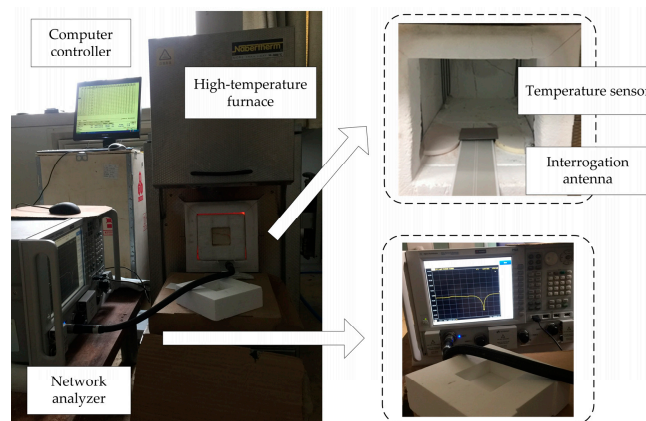 Computer
controller
Nabertherm
High-temperature
furnace
Temperature sensor
Interrogation
antenna
Network
analyzer